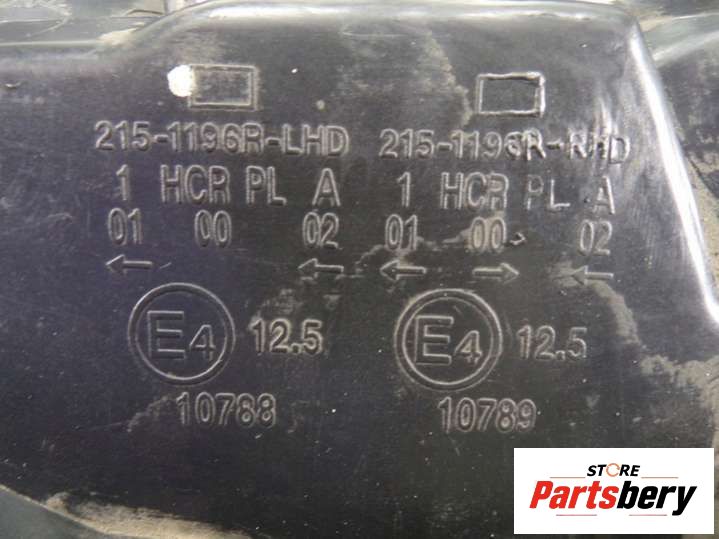 215-1196R-LHD
1 HCR PL A
01 00 02
← ←
E4 12.5
10788
215-1196R-RHD
1 HCR PL A
01 00 02
← → ←
E4 12.5
10789
STORE
Partsbery